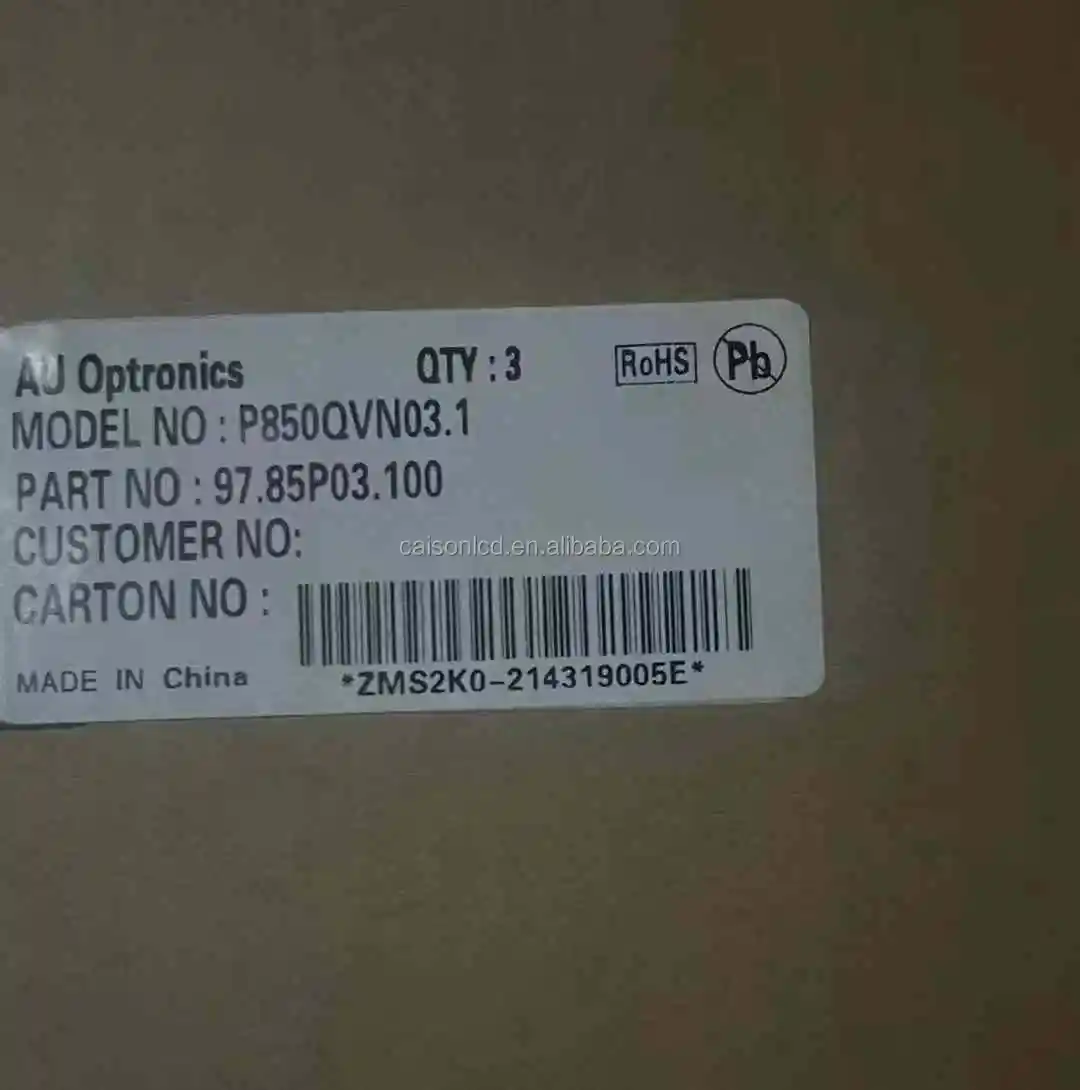 AU Optronics QTY : 3 RoHS Pb
MODEL NO : P850QVN03.1
PART NO : 97.85P03.100
CUSTOMER NO:
caisonlcd.en.alibaba.com
CARTON NO :
MADE IN China *ZMS2K0-214319005E*